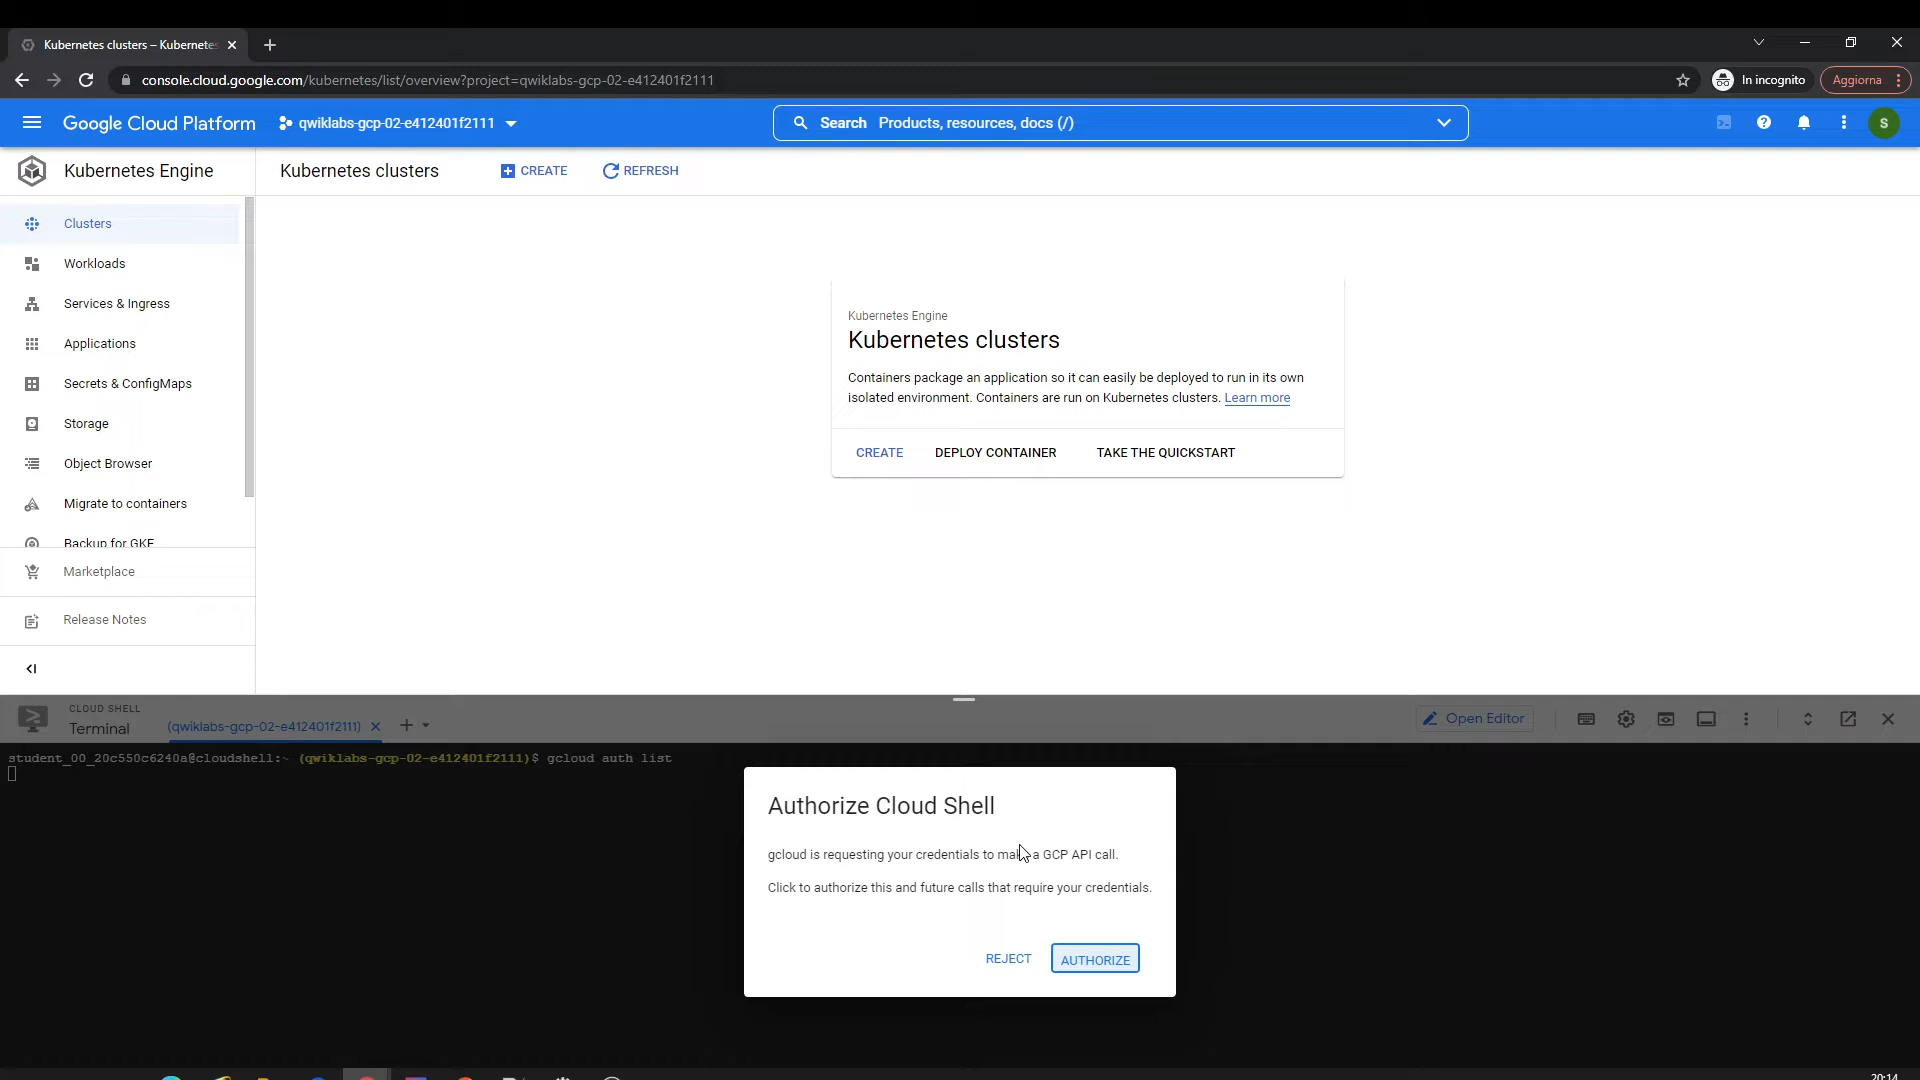 Kubernetes clusters – Kubernetes
console.cloud.google.com/kubernetes/list/overview?project=qwiklabs-gcp-02-e412401f2111
In incognito
Aggiorna
Google Cloud Platform
qwiklabs-gcp-02-e412401f2111
Search Products, resources, docs (/)
S
Kubernetes Engine
Kubernetes clusters
CREATE
REFRESH
Clusters
Workloads
Services & Ingress
Applications
Secrets & ConfigMaps
Storage
Object Browser
Migrate to containers
Backup for GKE
Marketplace
Release Notes
Kubernetes Engine
Kubernetes clusters
Containers package an application so it can easily be deployed to run in its own
isolated environment. Containers are run on Kubernetes clusters. Learn more
CREATE
DEPLOY CONTAINER
TAKE THE QUICKSTART
CLOUD SHELL
Terminal
(qwiklabs-gcp-02-e412401f2111)
Open Editor
student_00_20c550c6240a@cloudshell:~ (qwiklabs-gcp-02-e412401f2111)$ gcloud auth list
Authorize Cloud Shell
gcloud is requesting your credentials to make a GCP API call.
Click to authorize this and future calls that require your credentials.
REJECT
AUTHORIZE
20:14